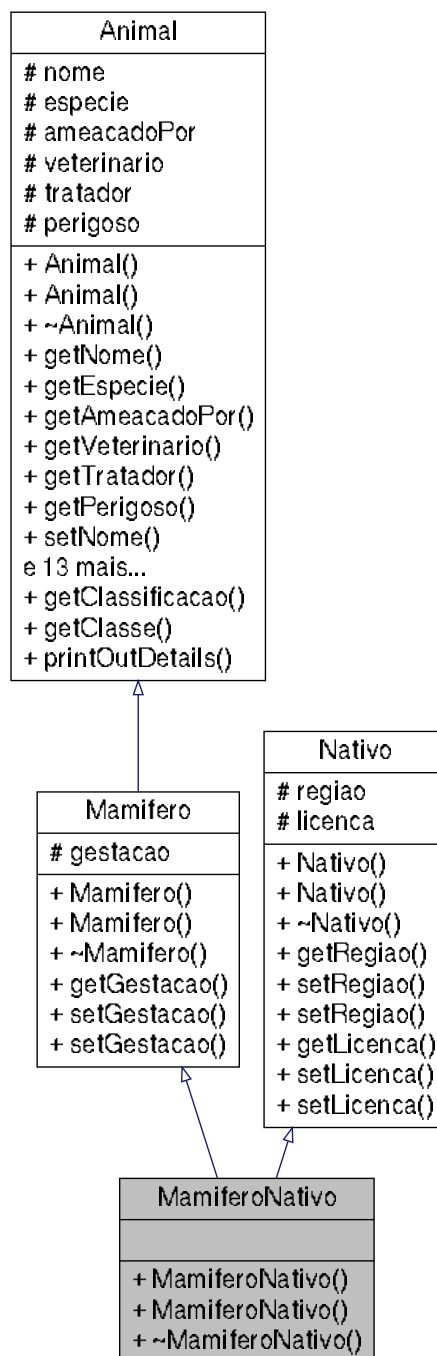 Animal
# nome
# especie
# ameacadoPor
# veterinario
# tratador
# perigoso
+ Animal()
+ Animal()
+ ~Animal()
+ getNome()
+ getEspecie()
+ getAmeacadoPor()
+ getVeterinario()
+ getTratador()
+ getPerigoso()
+ setNome()
e 13 mais...
+ getClassificacao()
+ getClasse()
+ printOutDetails()
Mamifero
# gestacao
+ Mamifero()
+ Mamifero()
+ ~Mamifero()
+ getGestacao()
+ setGestacao()
+ setGestacao()
Nativo
# regiao
# licenca
+ Nativo()
+ Nativo()
+ ~Nativo()
+ getRegiao()
+ setRegiao()
+ setRegiao()
+ getLicenca()
+ setLicenca()
+ setLicenca()
MamiferoNativo
+ MamiferoNativo()
+ MamiferoNativo()
+ ~MamiferoNativo()